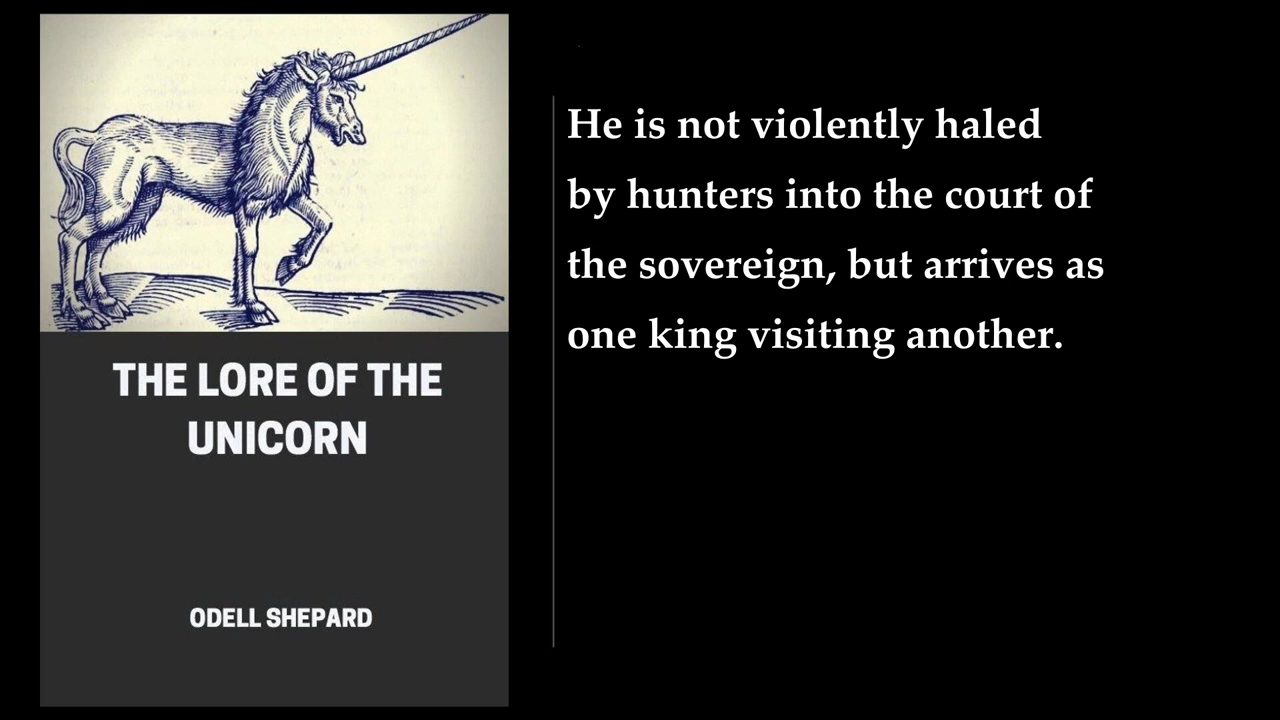 THE LORE OF THE
UNICORN
ODELL SHEPARD
He is not violently haled
by hunters into the court of
the sovereign, but arrives as
one king visiting another.